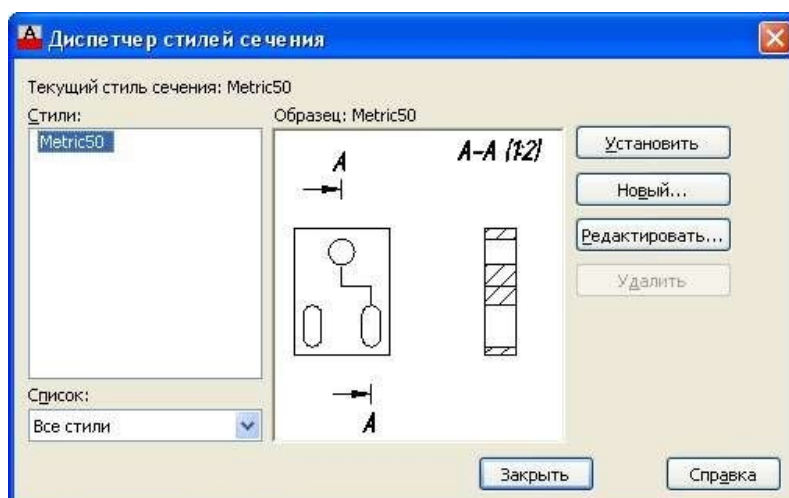 Диспетчер стилей сечения
Текущий стиль сечения: Metric50
Стили:
Metric50
Образец: Metric50
A
A-A (1:2)
A
Установить
Новый...
Редактировать...
Удалить
Список:
Все стили
Закрыть
Справка